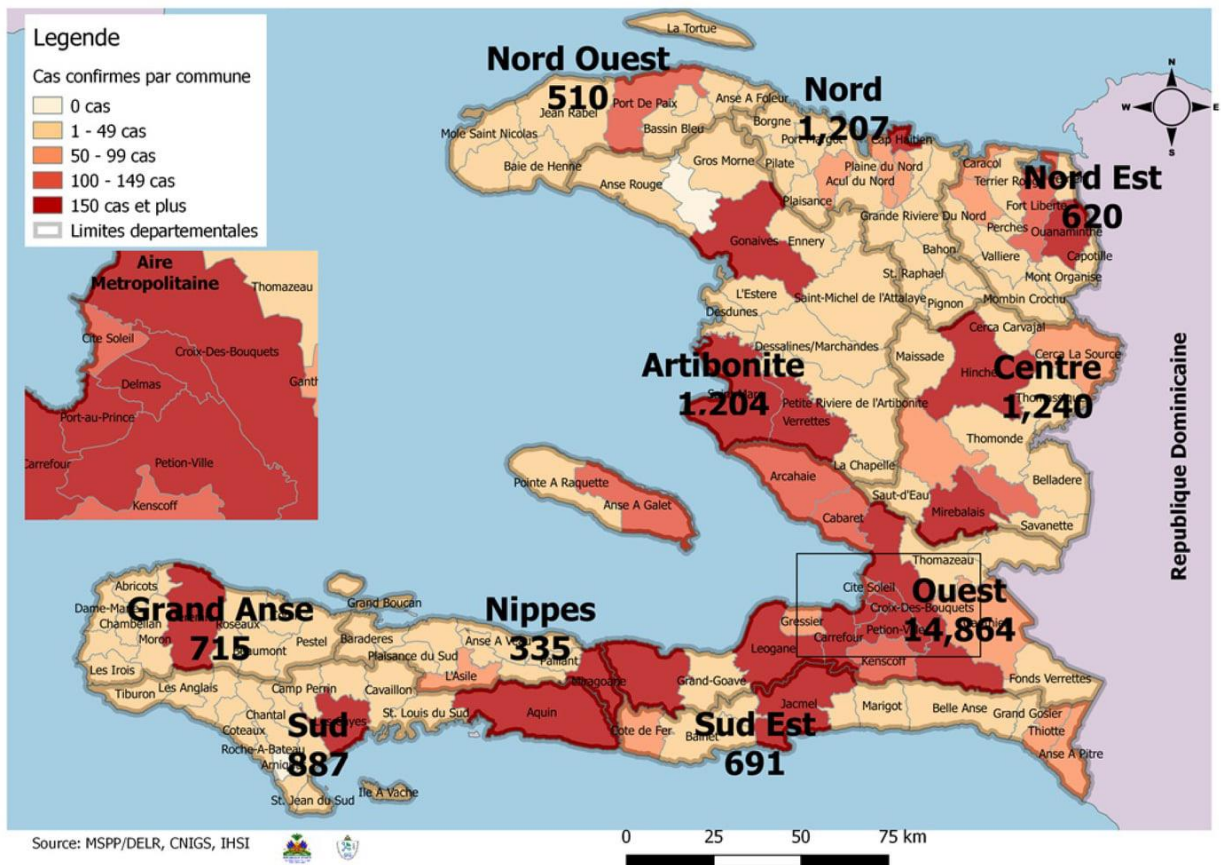 Legende
Cas confirmes par commune
0 cas
1 - 49 cas
50 - 99 cas
100 - 149 cas
150 cas et plus
Limites departementales
Aire
Metropolitaine
Thomazeau
Cite Soleil
Croix-Des-Bouquets
Delmas
Port-au-Prince
Petion-Ville
Kenscoff
La Tortue
Nord Ouest
510
Port De Paix
Jean Rabel
Anse A Foleur
Bassin Bleu
Mole Saint Nicolas
Baie de Henne
Anse Rouge
Gros Morne
Nord
1,207
Borgne
Port Margot
Cap Haitien
Pilate
Plaine du Nord
Acul du Nord
Plaisance
Grande Riviere Du Nord
Bahon
St. Raphael
Pignon
Caracol
Nord Est
620
Fort Liberte
Perches
Ouanaminthe
Valliere
Capotille
Mont Organise
Mombin Crochu
Gonaives
Ennery
L'Estere
Saint-Michel de l'Attalaye
Desdunes
Dessalines/Marchandes
Artibonite
1.204
Petite Riviere de l'Artibonite
Verrettes
La Chapelle
Cerca Carvajal
Maissade
Cerca La Source
Centre
1,240
Thomonde
Belladere
Saut-d'Eau
Mirebalais
Savanette
Republique Dominicaine
Pointe A Raquette
Anse A Galet
Arcahaie
Cabaret
Thomazeau
Cite Soleil
Ouest
14,864
Croix-Des-Bouquets
Gressier
Carrefour
Leogane
Kenscoff
Fonds Verrettes
Abricots
Grand Anse
715
Chambellan
Moron
Les Irois
Pestel
Grand Boucan
Baraderes
Nippes
335
Plaisance du Sud
L'Asile
Miragoane
Grand-Goave
Tiburon
Les Anglais
Camp Perrin
Cavaillon
St. Louis du Sud
Aquin
Chantal
Coteaux
Sud
887
Roche-A-Bateau
St. Jean du Sud
Ile A Vache
Cote de Fer
Sud Est
691
Jacmel
Marigot
Belle Anse
Grand Gosier
Thiotte
Anse A Pitre
N
W
E
S
Source: MSPP/DELR, CNIGS, IHSI
0 25 50 75 km